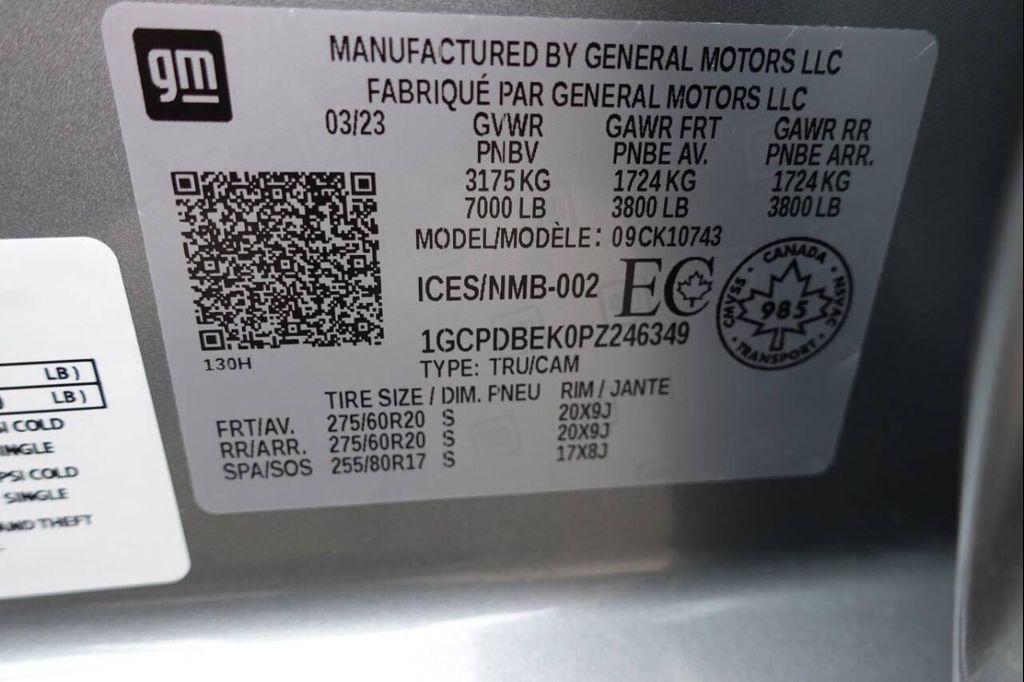 gm
MANUFACTURED BY GENERAL MOTORS LLC
FABRIQUÉ PAR GENERAL MOTORS LLC
03/23 GVWR GAWR FRT GAWR RR
PNBV PNBE AV. PNBE ARR.
3175 KG 1724 KG 1724 KG
7000 LB 3800 LB 3800 LB
MODEL/MODÈLE: 09CK10743
ICES/NMB-002 EC
CANADA
CMVSS 985 NVAC
TRANSPORT
1GCPDBEK0PZ246349
130H
TYPE: TRU/CAM
TIRE SIZE / DIM. PNEU RIM / JANTE
FRT/AV. 275/60R20 S 20X9J
RR/ARR. 275/60R20 S 20X9J
SPA/SOS 255/80R17 S 17X8J
LB)
LB)
COLD
PSI COLD
SINGLE
AND THEFT